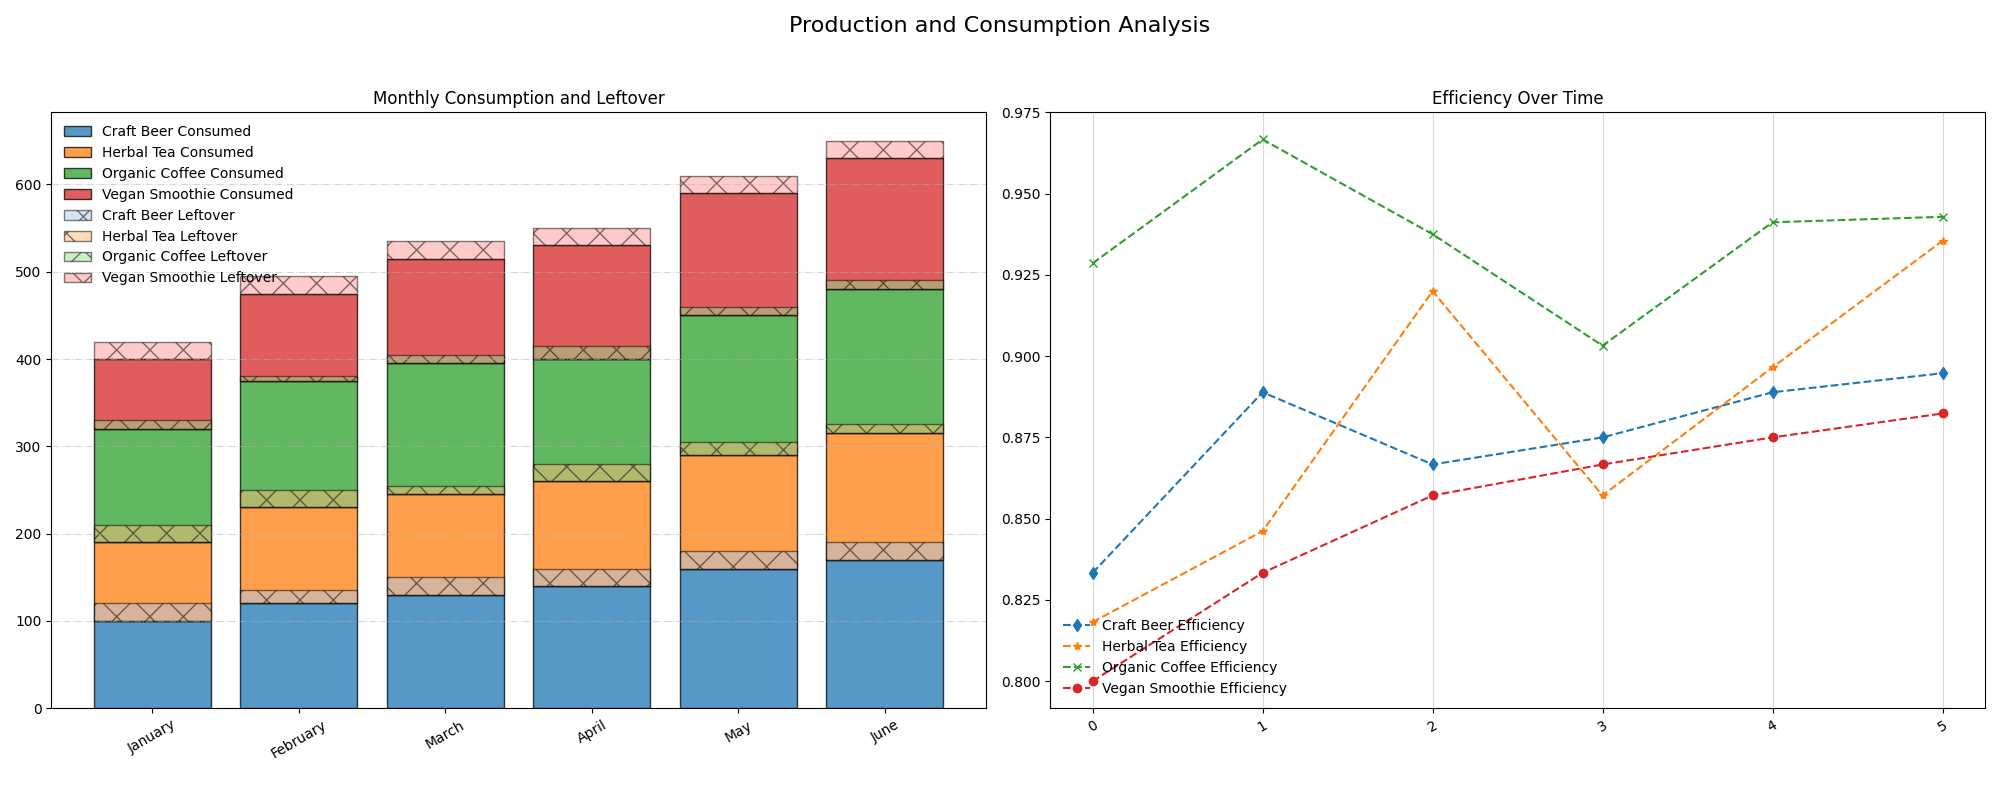 Production and Consumption Analysis
Monthly Consumption and Leftover
Craft Beer Consumed
Herbal Tea Consumed
Organic Coffee Consumed
Vegan Smoothie Consumed
Craft Beer Leftover
Herbal Tea Leftover
Organic Coffee Leftover
Vegan Smoothie Leftover
600
500
400
300
200
100
0
January
February
March
April
May
June
Efficiency Over Time
0.975
0.950
0.925
0.900
0.875
0.850
0.825
0.800
Craft Beer Efficiency
Herbal Tea Efficiency
Organic Coffee Efficiency
Vegan Smoothie Efficiency
0
1
2
3
4
5